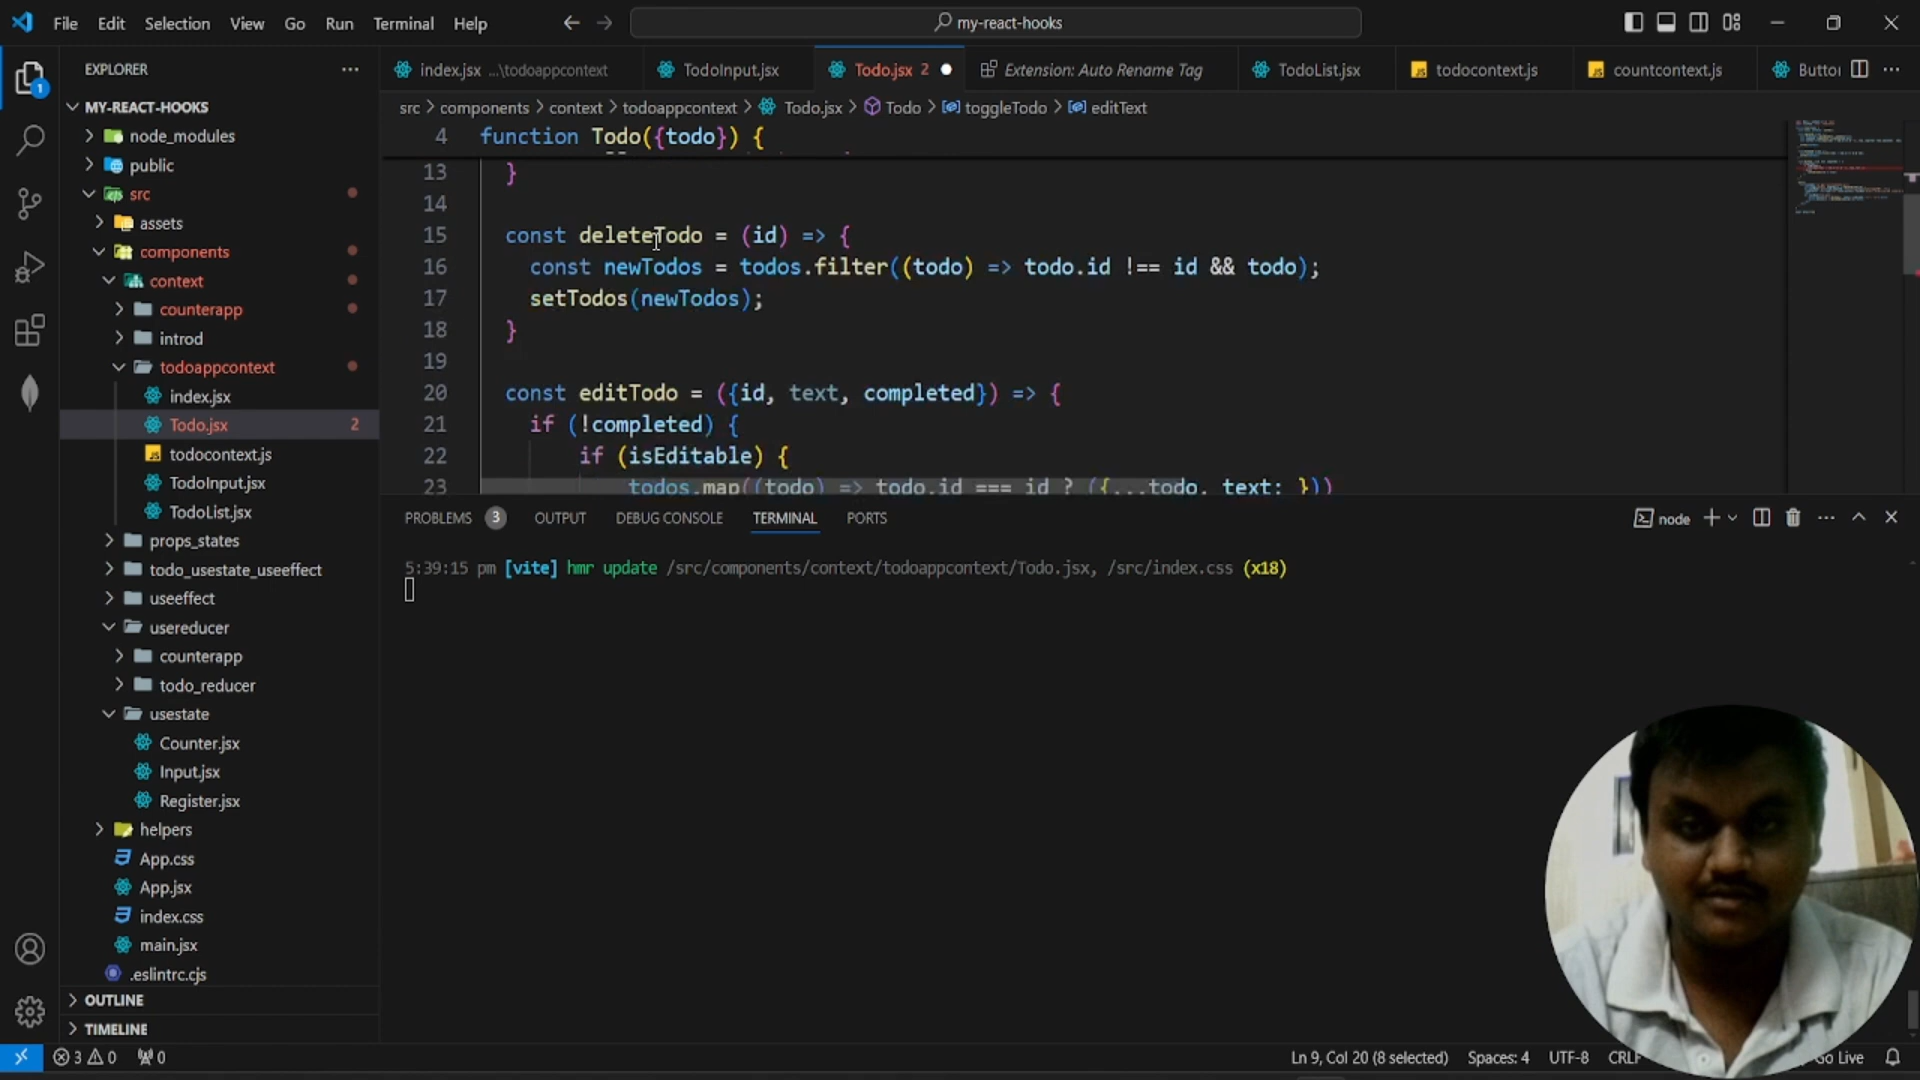 File Edit Selection View Go Run Terminal Help
my-react-hooks
EXPLORER
MY-REACT-HOOKS
node_modules
public
src
assets
components
context
counterapp
introd
todoappcontext
index.jsx
Todo.jsx 2
todocontext.js
TodoInput.jsx
TodoList.jsx
props_states
todo_usestate_useeffect
useeffect
usereducer
counterapp
todo_reducer
usestate
Counter.jsx
Input.jsx
Register.jsx
helpers
App.css
App.jsx
index.css
main.jsx
.eslintrc.cjs
OUTLINE
TIMELINE
index.jsx ...\todoappcontext TodoInput.jsx Todo.jsx 2 Extension: Auto Rename Tag TodoList.jsx todocontext.js countcontext.js
src > components > context > todoappcontext > Todo.jsx > Todo > toggleTodo > editText
4 function Todo({todo}) {
13 }
14
15 const deleteTodo = (id) => {
16 const newTodos = todos.filter((todo) => todo.id !== id && todo);
17 setTodos(newTodos);
18 }
19
20 const editTodo = ({id, text, completed}) => {
21 if (!completed) {
22 if (isEditable) {
23 todos.map((todo) => todo.id === id ? ({...todo, text: }))
PROBLEMS 3 OUTPUT DEBUG CONSOLE TERMINAL PORTS node
5:39:15 pm [vite] hmr update /src/components/context/todoappcontext/Todo.jsx, /src/index.css (x18)
3 0 0 Ln 9, Col 20 (8 selected) Spaces: 4 UTF-8 CRLF Go Live